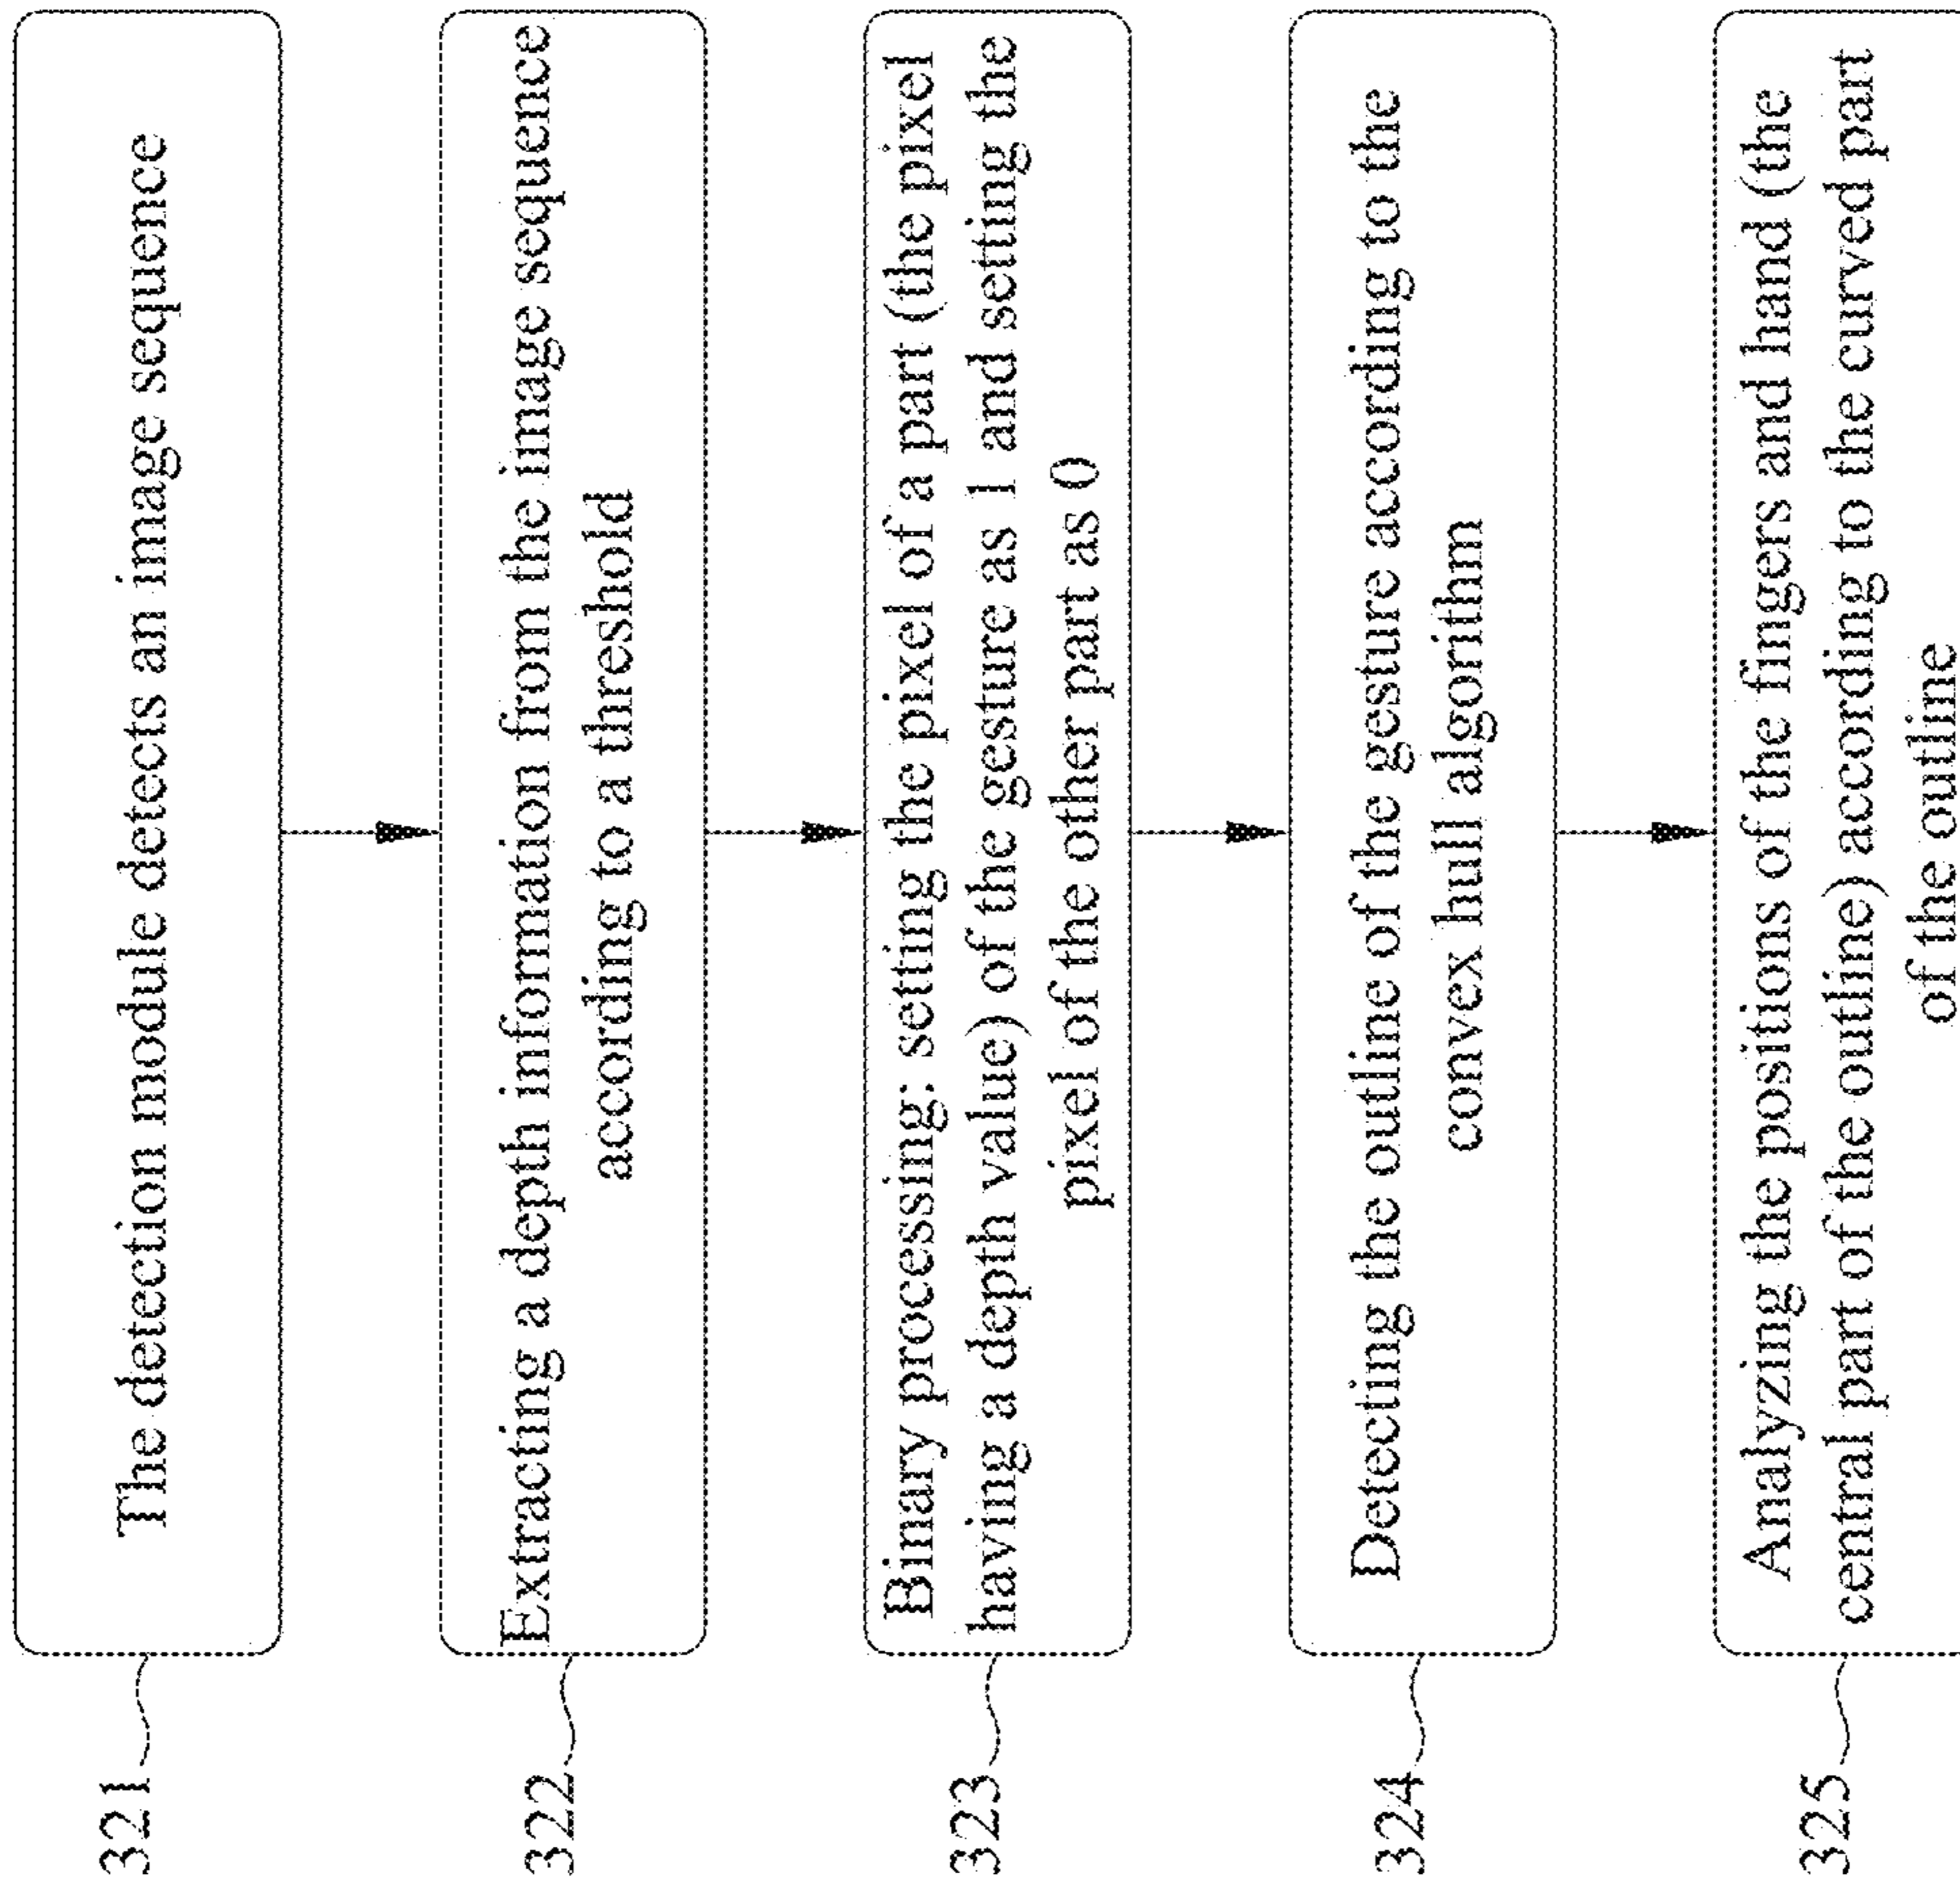 321
The detection module detects an image sequence
322
Extracting a depth information from the image sequence
according to a threshold
323
Binary processing: setting the pixel of a part (the pixel
having a depth value) of the gesture as 1 and setting the
pixel of the other part as 0
324
Detecting the outline of the gesture according to the
convex hull algorithm
325
Analyzing the positions of the fingers and hand (the
central part of the outline) according to the curved part
of the outline